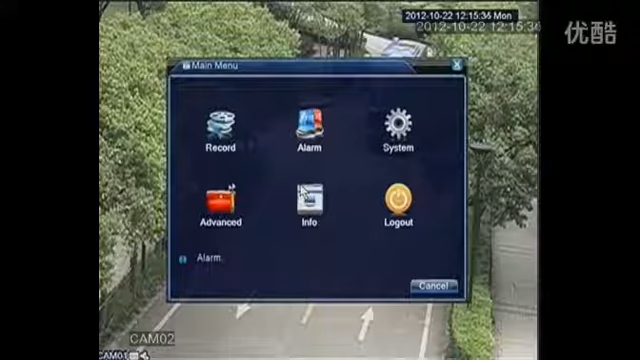 2012-10-22 12:15:36 Mon
2012-10-22 12:15:36
优酷
Main Menu
Record
Alarm
System
Advanced
Info
Logout
Alarm.
Cancel
CAM02
CAM01